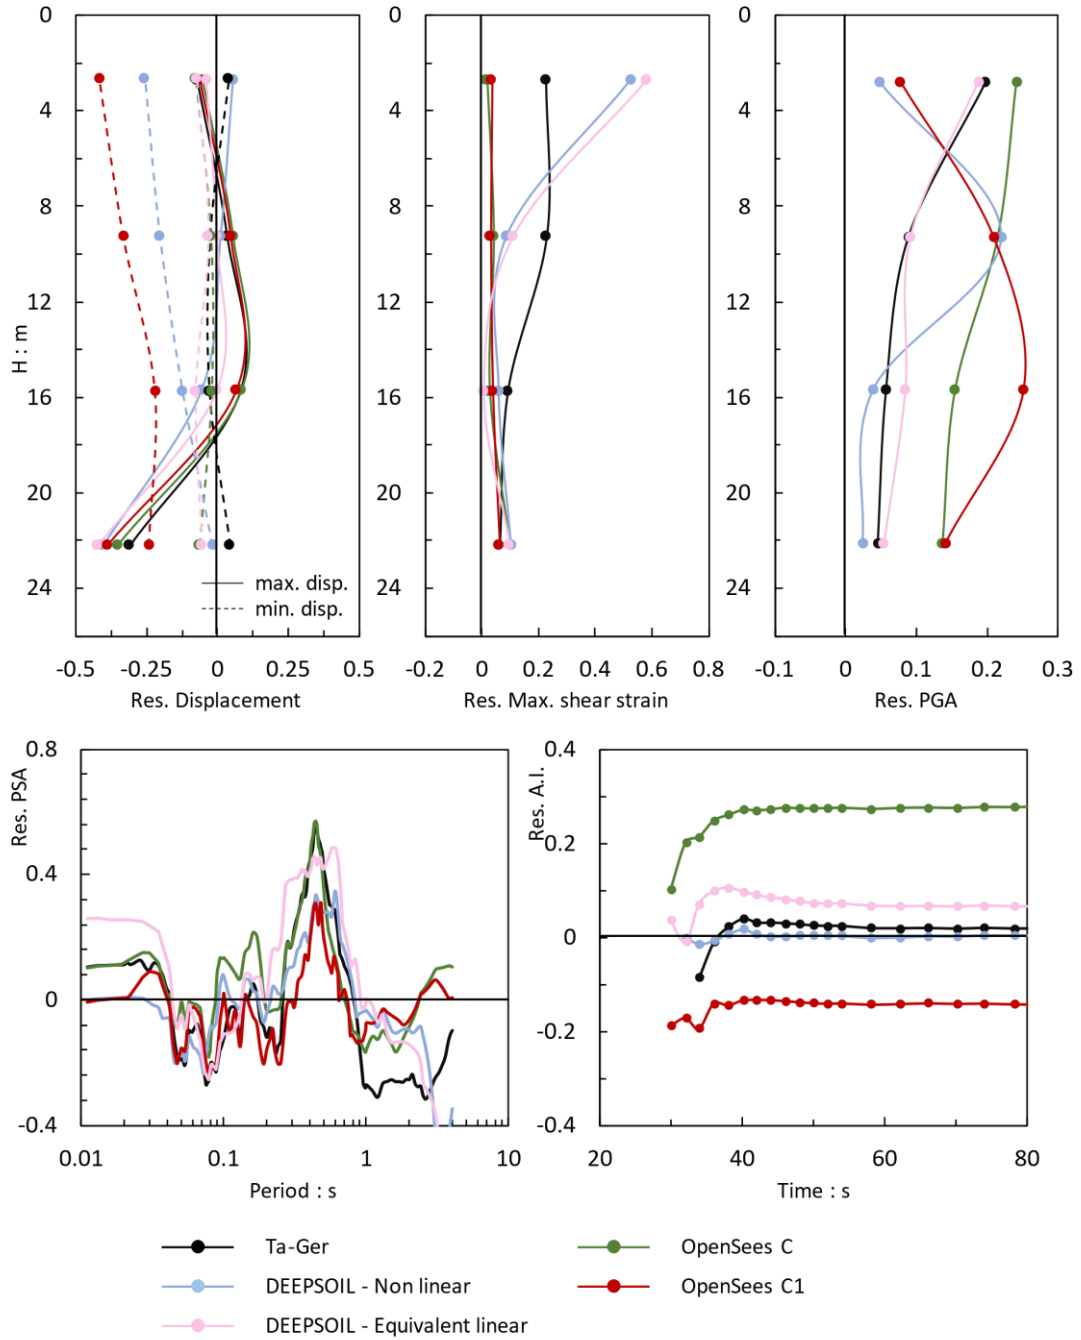 0
4
8
12
16
20
24
H : m
max. disp.
min. disp.
-0.5 -0.25 0 0.25 0.5
Res. Displacement
0
4
8
12
16
20
24
-0.2 0 0.2 0.4 0.6 0.8
Res. Max. shear strain
0
4
8
12
16
20
24
-0.1 0 0.1 0.2 0.3
Res. PGA
Res. PSA
0.8
0.4
0
-0.4
0.01 0.1 1 10
Period : s
Res. A.I.
0.4
0.2
0
-0.2
-0.4
20 40 60 80
Time : s
Ta-Ger
DEEPSOIL - Non linear
DEEPSOIL - Equivalent linear
OpenSees C
OpenSees C1